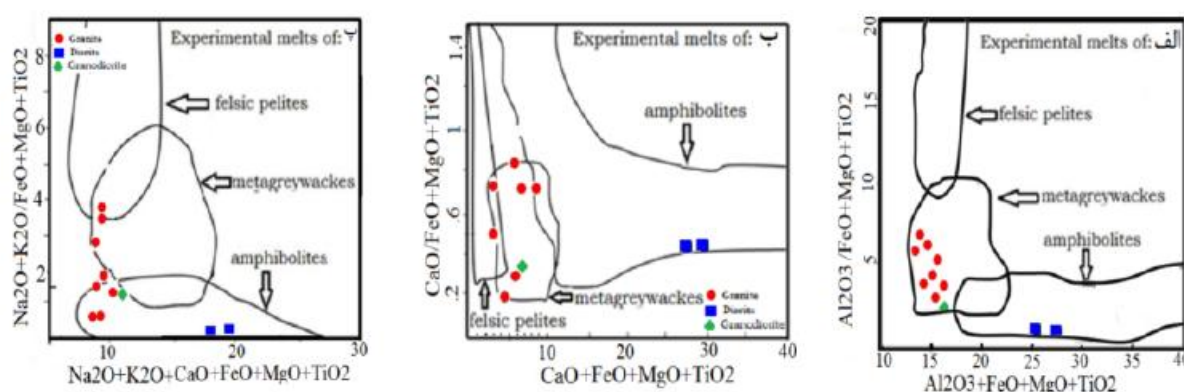 Experimental melts of: پ
Granite
Diorite
Granodiorite
felsic pelites
metagreywackes
amphibolites
Na2O+K2O/FeO+MgO+TiO2
8
6
4
2
10
20
30
Na2O+K2O+CaO+FeO+MgO+TiO2
Experimental melts of: ب
amphibolites
metagreywackes
felsic pelites
Granite
Diorite
Granodiorite
CaO/FeO+MgO+TiO2
1.4
1
.6
.2
0
10
20
30
40
CaO+FeO+MgO+TiO2
Experimental melts of: الف
felsic pelites
metagreywackes
amphibolites
Granite
Diorite
Granodiorite
Al2O3/FeO+MgO+TiO2
20
15
10
5
10
15
20
25
30
35
40
Al2O3+FeO+MgO+TiO2